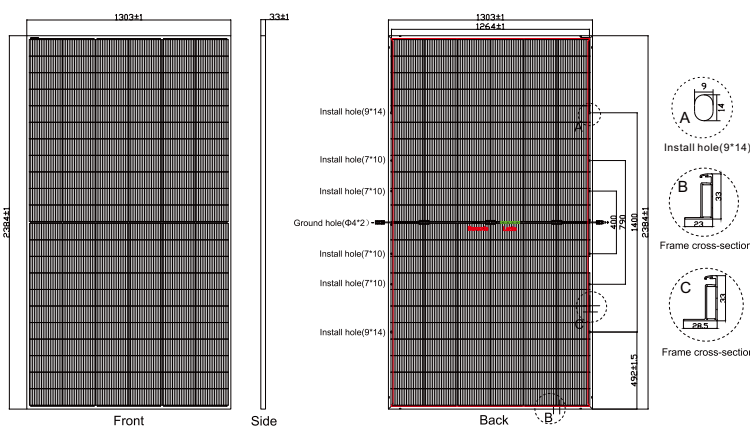 1303±1
33±1
1303±1
1264±1
2384±1
Install hole(9*14)
Install hole(7*10)
Install hole(7*10)
Ground hole(Φ4*2)
Install hole(7*10)
Install hole(7*10)
Install hole(9*14)
A
C
B
400
790
1400
2384±1
492±1.5
9
14
A
Install hole(9*14)
B
33
23
Frame cross-section
C
33
28.5
Frame cross-section
Front
Side
Back